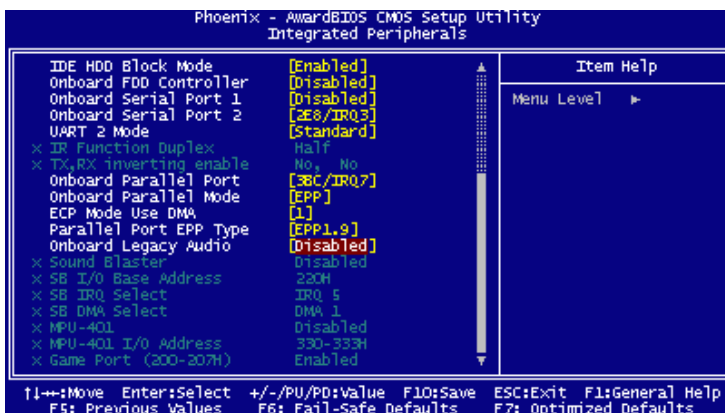 Phoenix - AwardBIOS CMOS Setup Utility
Integrated Peripherals
IDE HDD Block Mode [Enabled]
Onboard FDD Controller [Disabled]
Onboard Serial Port 1 [Disabled]
Onboard Serial Port 2 [2E8/IRQ3]
UART 2 Mode [Standard]
x IR Function Duplex Half
x TX,RX inverting enable No, No
Onboard Parallel Port [3BC/IRQ7]
Onboard Parallel Mode [EPP]
ECP Mode Use DMA [1]
Parallel Port EPP Type [EPP1.9]
Onboard Legacy Audio [Disabled]
x Sound Blaster Disabled
x SB I/O Base Address 220H
x SB IRQ Select IRQ 5
x SB DMA Select DMA 1
x MPU-401 Disabled
x MPU-401 I/O Address 330-333H
x Game Port (200-207H) Enabled
Item Help
Menu Level ▸
↑↓→←:Move Enter:Select +/-/PU/PD:Value F10:Save ESC:Exit F1:General Help
F5: Previous Values F6: Fail-Safe Defaults F7: Optimized Defaults